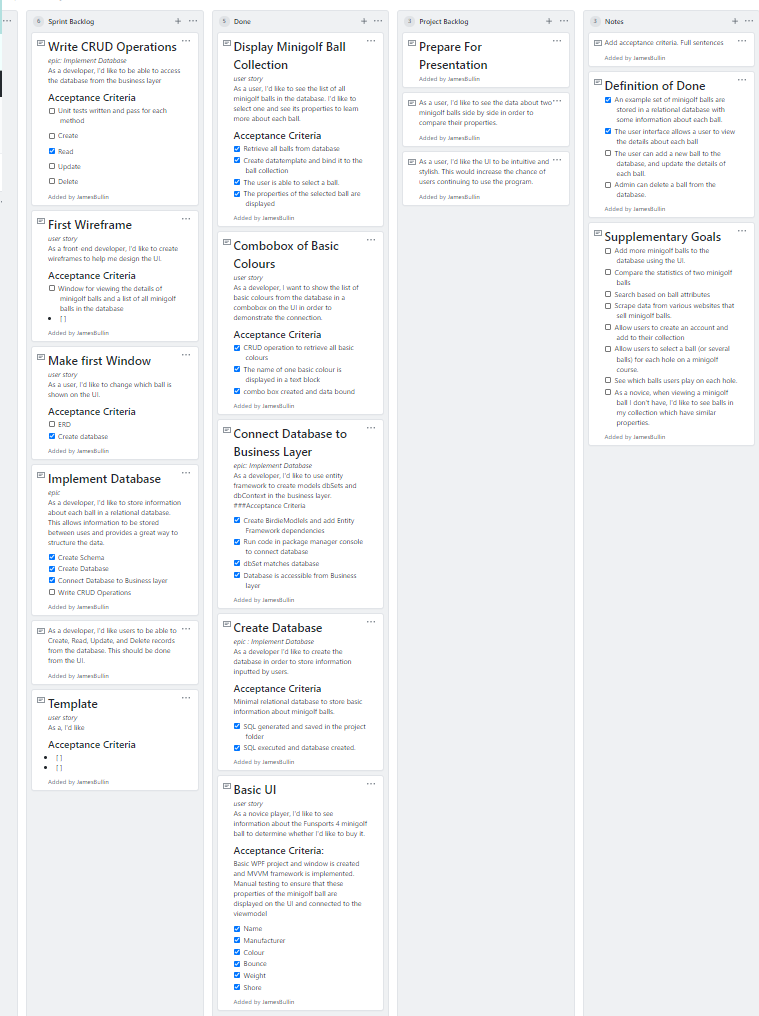 6 Sprint Backlog
Write CRUD Operations
epic: Implement Database
As a developer, I'd like to be able to access
the database from the business layer
Acceptance Criteria
Unit tests written and pass for each
method
Create
Read
Update
Delete
Added by JamesBullin
First Wireframe
user story
As a front end developer, I'd like to create
wireframes to help me design the UI.
Acceptance Criteria
Window for viewing the details of
minigolf balls and a list of all minigolf
balls in the database
[ ]
Added by JamesBullin
Make first Window
user story
As a user, I'd like to change which ball is
shown on the UI.
Acceptance Criteria
ERD
Create database
Added by JamesBullin
Implement Database
epic
As a developer, I'd like to store information
about each ball in a relational database.
This allows information to be stored
between uses and provides a great way to
structure the data.
Create Schema
Create Database
Connect Database to Business layer
Write CRUD Operations
Added by JamesBullin
As a developer, I'd like users to be able to
Create, Read, Update, and Delete records
from the database. This should be done
from the UI.
Added by JamesBullin
Template
user story
As a, I'd like
Acceptance Criteria
[ ]
[ ]
Added by JamesBullin
5 Done
Display Minigolf Ball
Collection
user story
As a user, I'd like to see the list of all
minigolf balls in the database. I'd like to
select one and see its properties to learn
more about each ball.
Acceptance Criteria
Retrieve all balls from database
Create datatemplate and bind it to the
ball collection
The user is able to select a ball.
The properties of the selected ball are
displayed
Added by JamesBullin
Combobox of Basic
Colours
user story
As a developer, I want to show the list of
basic colours from the database in a
combobox on the UI in order to
demonstrate the connection.
Acceptance Criteria
CRUD operation to retrieve all basic
colours
The name of one basic colour is
displayed in a text block
combo box created and data bound
Added by JamesBullin
Connect Database to
Business Layer
epic: Implement Database
As a developer, I'd like to use entity
framework to create models dbSets and
dbContext in the business layer.
###Acceptance Criteria
Create BirdieModlels and add Entity
Framework dependencies
Run code in package manager console
to connect database
dbSet matches database
Database is accessible from Business
layer
Added by JamesBullin
Create Database
epic : Implement Database
As a developer I'd like to create the
database in order to store information
inputted by users.
Acceptance Criteria
Minimal relational database to store basic
information about minigolf balls.
SQL generated and saved in the project
folder
SQL executed and database created.
Added by JamesBullin
Basic UI
user story
As a novice player, I'd like to see
information about the Funsports 4 minigolf
ball to determine whether I'd like to buy it.
Acceptance Criteria:
Basic WPF project and window is created
and MVVM framework is implemented.
Manual testing to ensure that these
properties of the minigolf ball are
displayed on the UI and connected to the
viewmodel
Name
Manufacturer
Colour
Bounce
Weight
Shore
Added by JamesBullin
3 Project Backlog
Prepare For
Presentation
Added by JamesBullin
As a user, I'd like to see the data about two
minigolf balls side by side in order to
compare their properties.
Added by JamesBullin
As a user, I'd like the UI to be intuitive and
stylish. This would increase the chance of
users continuing to use the program.
Added by JamesBullin
3 Notes
Add acceptance criteria. Full sentences
Added by JamesBullin
Definition of Done
An example set of minigolf balls are
stored in a relational database with
some information about each ball.
The user interface allows a user to view
the details about each ball
The user can add a new ball to the
database, and update the details of
each ball.
Admin can delete a ball from the
database.
Added by JamesBullin
Supplementary Goals
Add more minigolf balls to the
database using the UI.
Compare the statistics of two minigolf
balls
Search based on ball attributes
Scrape data from various websites that
sell minigolf balls.
Allow users to create an account and
add to their collection
Allow users to select a ball (or several
balls) for each hole on a minigolf
course.
See which balls users play on each hole.
As a novice, when viewing a minigolf
ball I don't have, I'd like to see balls in
my collection which have similar
properties.
Added by JamesBullin